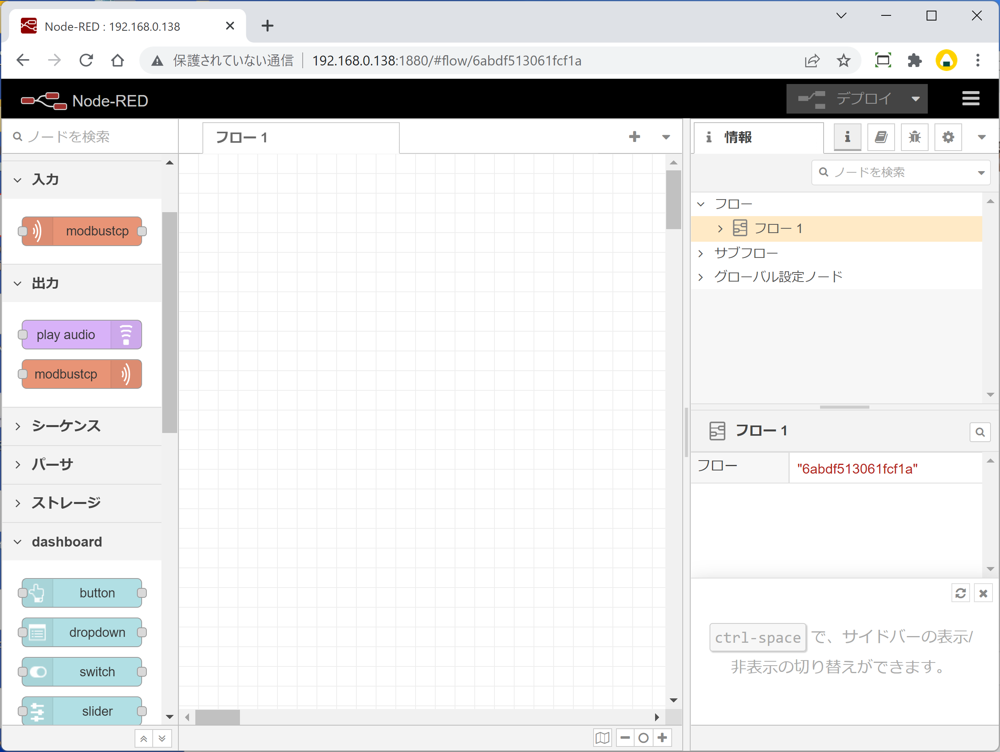 Node-RED : 192.168.0.138
保護されていない通信
192.168.0.138:1880/#flow/6abdf513061fcf1a
Node-RED
デプロイ
ノードを検索
入力
modbustcp
出力
play audio
modbustcp
シーケンス
パーサ
ストレージ
dashboard
button
dropdown
switch
slider
フロー 1
情報
ノードを検索
フロー
フロー 1
サブフロー
グローバル設定ノード
フロー 1
フロー "6abdf513061fcf1a"
ctrl-space で、サイドバーの表示/
非表示の切り替えができます。